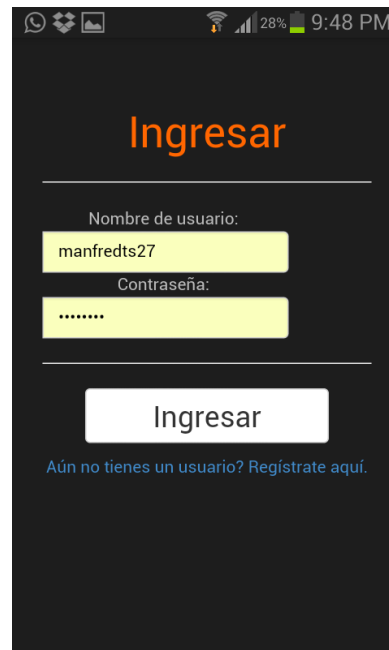 28% 9:48 PM
Ingresar
Nombre de usuario:
manfredts27
Contraseña:
••••••••
Ingresar
Aún no tienes un usuario? Regístrate aquí.